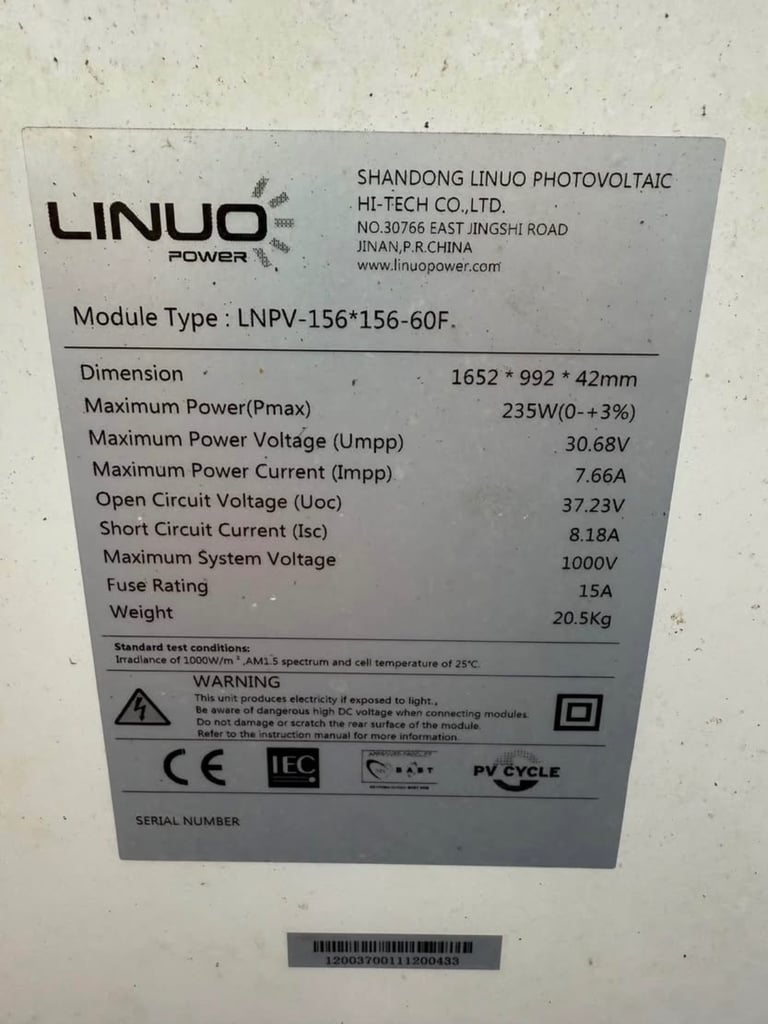 LINUO
POWER
SHANDONG LINUO PHOTOVOLTAIC
HI-TECH CO.,LTD.
NO.30766 EAST JINGSHI ROAD
JINAN,P.R.CHINA
www.linuopower.com
Module Type : LNPV-156*156-60F
Dimension 1652 * 992 * 42mm
Maximum Power(Pmax) 235W(0-+3%)
Maximum Power Voltage (Umpp) 30.68V
Maximum Power Current (Impp) 7.66A
Open Circuit Voltage (Uoc) 37.23V
Short Circuit Current (Isc) 8.18A
Maximum System Voltage 1000V
Fuse Rating 15A
Weight 20.5Kg
Standard test conditions:
Irradiance of 1000W/m²,AM1.5 spectrum and cell temperature of 25℃
WARNING
This unit produces electricity if exposed to light.,
Be aware of dangerous high DC voltage when connecting modules.
Do not damage or scratch the rear surface of the module.
Refer to the instruction manual for more information.
CE IEC BABT PV CYCLE
SERIAL NUMBER
12003700111200433